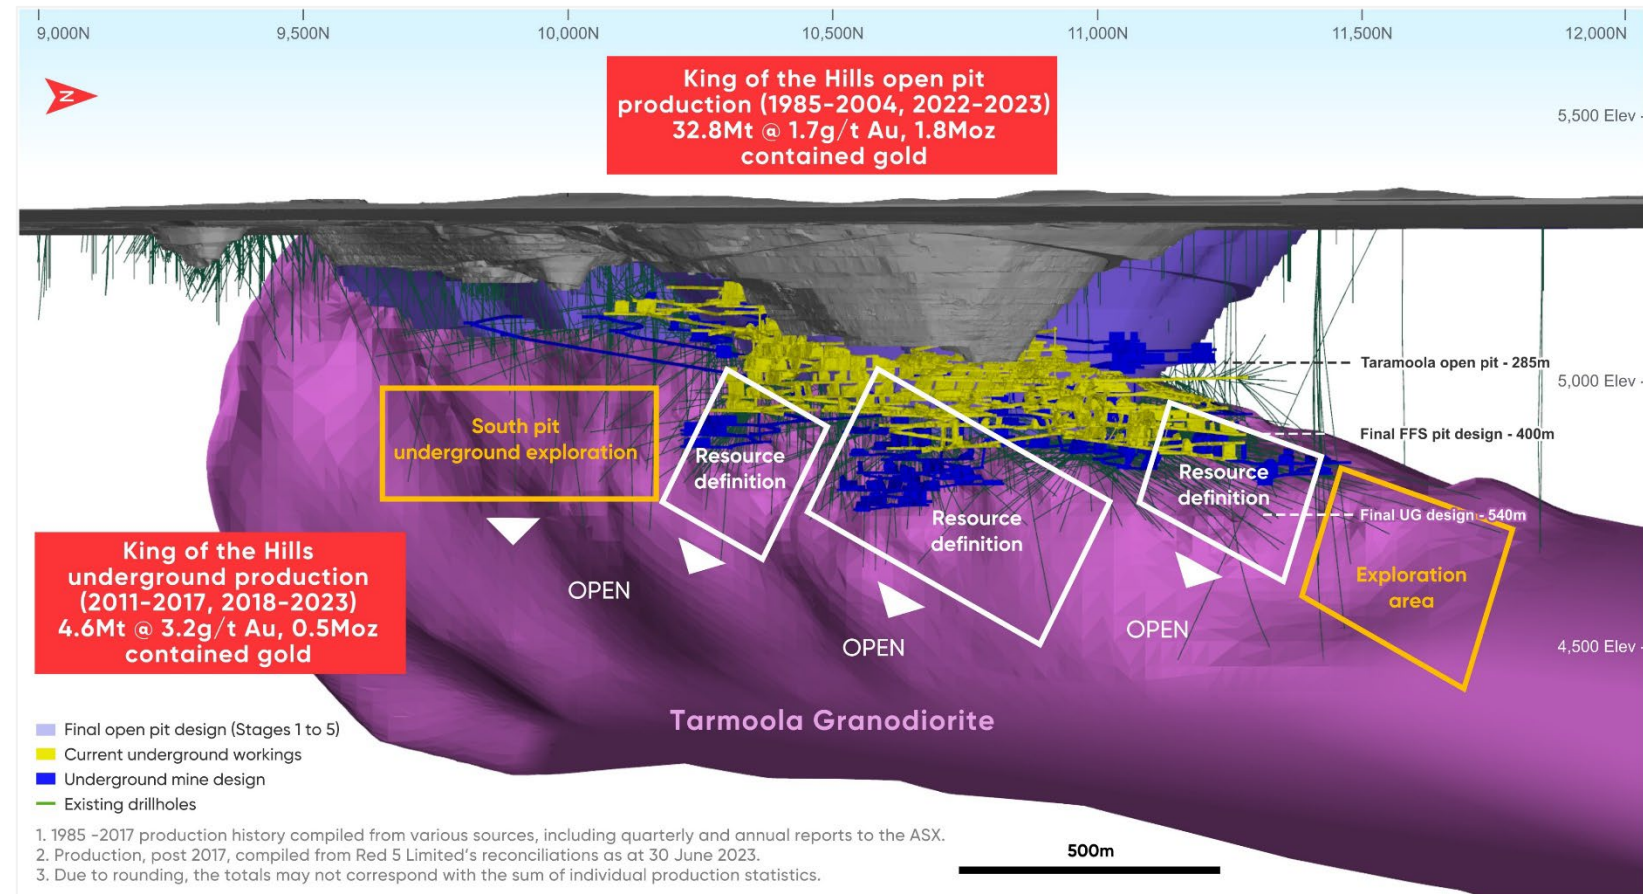 9,000N
9,500N
10,000N
10,500N
11,000N
11,500N
12,000N
N
King of the Hills open pit
production (1985-2004, 2022-2023)
32.8Mt @ 1.7g/t Au, 1.8Moz
contained gold
5,500 Elev
Taramoola open pit - 285m
5,000 Elev
South pit
underground exploration
Resource
definition
Final FFS pit design - 400m
Resource
definition
Resource
definition
Final UG design - 540m
Exploration
area
King of the Hills
underground production
(2011-2017, 2018-2023)
4.6Mt @ 3.2g/t Au, 0.5Moz
contained gold
OPEN
OPEN
OPEN
4,500 Elev
Tarmoola Granodiorite
Final open pit design (Stages 1 to 5)
Current underground workings
Underground mine design
Existing drillholes
1. 1985 -2017 production history compiled from various sources, including quarterly and annual reports to the ASX.
2. Production, post 2017, compiled from Red 5 Limited's reconciliations as at 30 June 2023.
3. Due to rounding, the totals may not correspond with the sum of individual production statistics.
500m